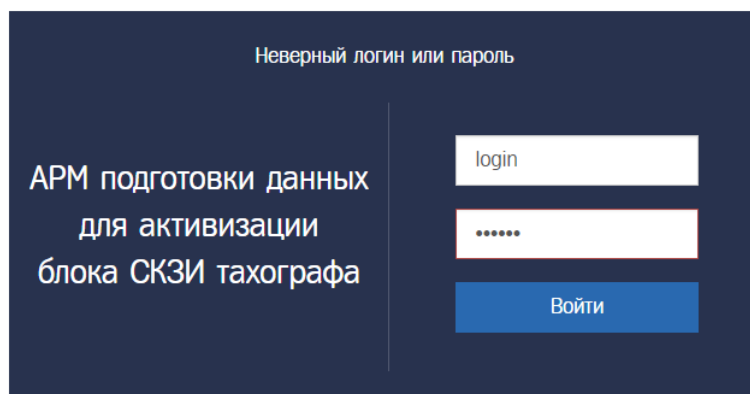 Неверный логин или пароль
АРМ подготовки данных
для активизации
блока СКЗИ тахографа
login
••••••
Войти